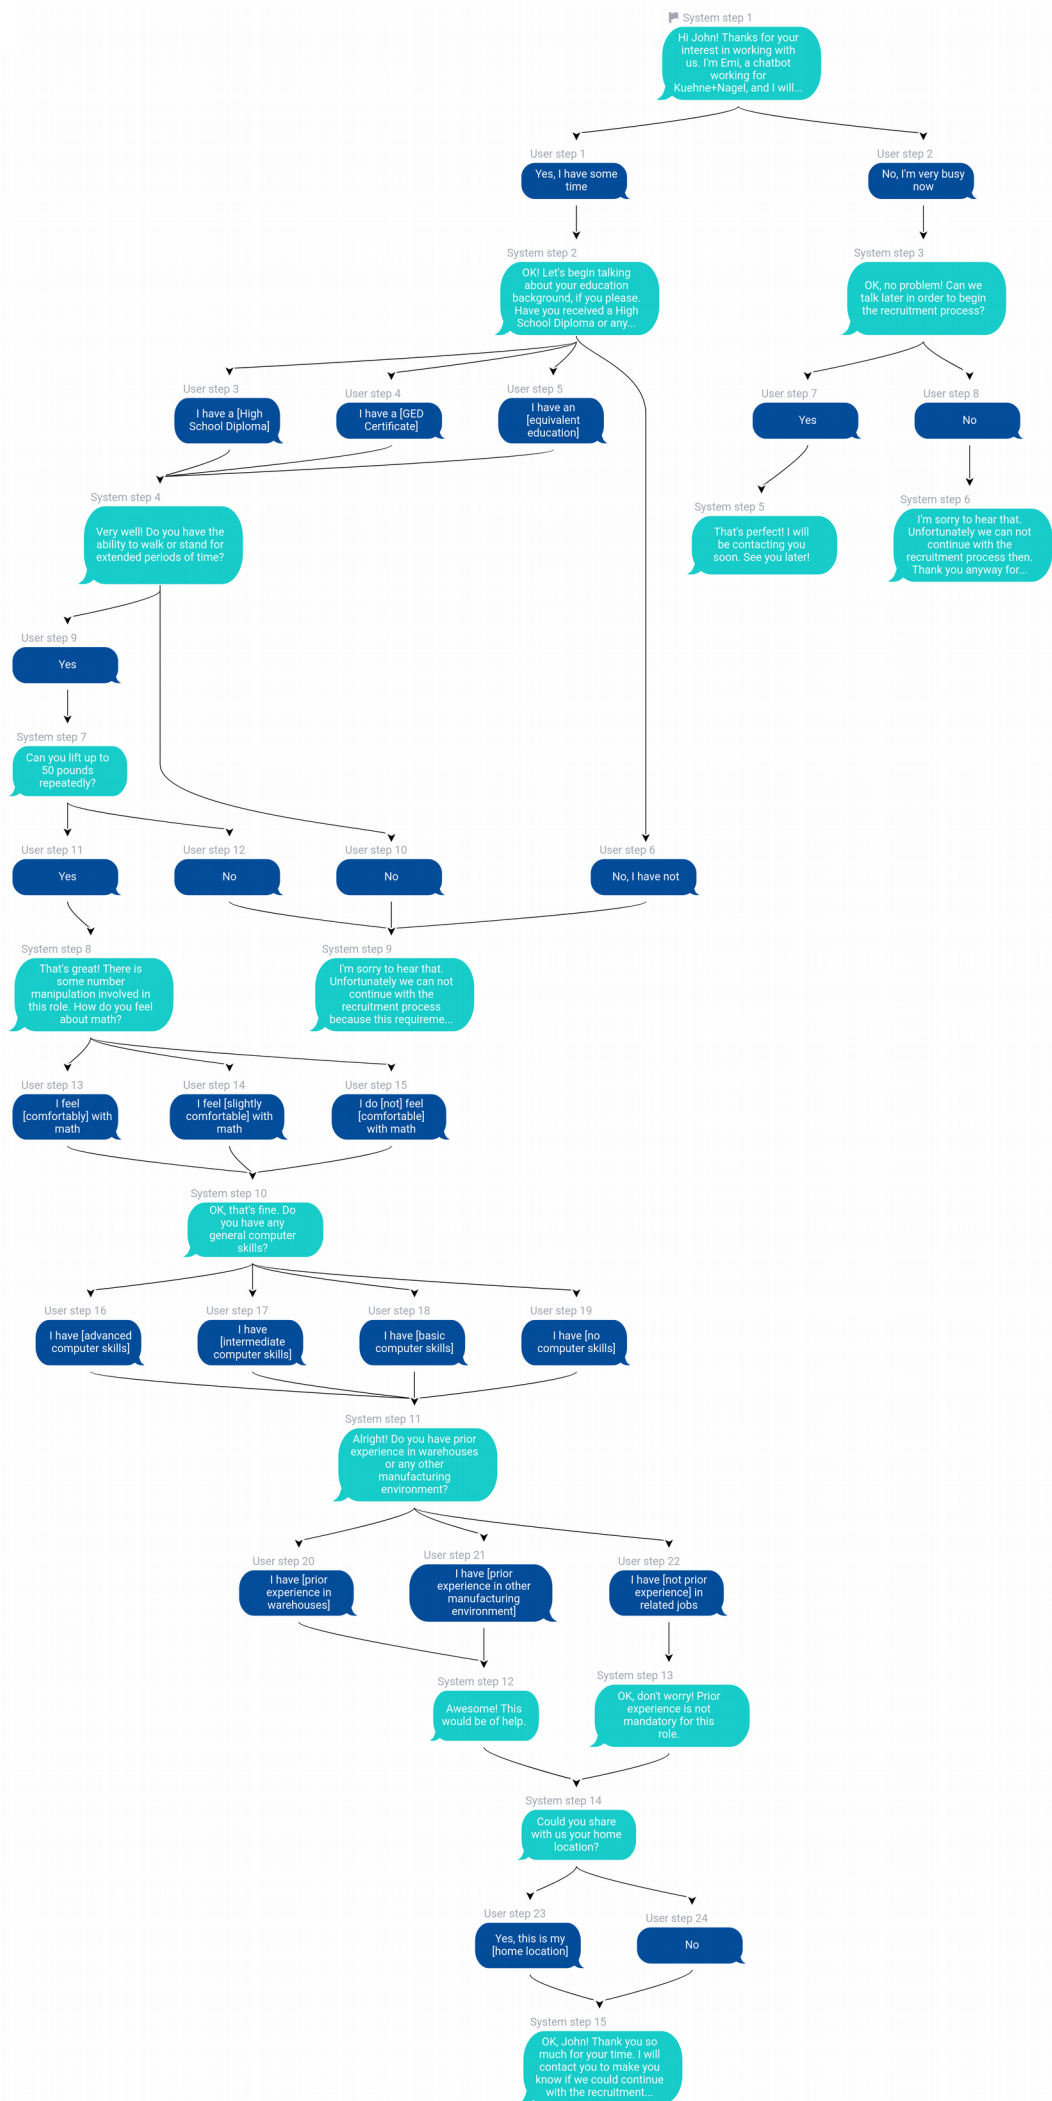 System step 1
Hi John! Thanks for your
interest in working with
us. I'm Emi, a chatbot
working for
Kuehne+Nagel, and I will...
User step 1
Yes, I have some
time
User step 2
No, I'm very busy
now
System step 2
OK! Let's begin talking
about your education
background, if you please.
Have you received a High
School Diploma or any...
System step 3
OK, no problem! Can we
talk later in order to begin
the recruitment process?
User step 3
I have a [High
School Diploma]
User step 4
I have a [GED
Certificate]
User step 5
I have an
[equivalent
education]
User step 7
Yes
User step 8
No
System step 4
Very well! Do you have the
ability to walk or stand for
extended periods of time?
System step 5
That's perfect! I will
be contacting you
soon. See you later!
System step 6
I'm sorry to hear that.
Unfortunately we can not
continue with the
recruitment process then.
Thank you anyway for...
User step 9
Yes
System step 7
Can you lift up to
50 pounds
repeatedly?
User step 11
Yes
User step 12
No
User step 10
No
User step 6
No, I have not
System step 8
That's great! There is
some number
manipulation involved in
this role. How do you feel
about math?
System step 9
I'm sorry to hear that.
Unfortunately we can not
continue with the
recruitment process
because this requireme...
User step 13
I feel
[comfortably] with
math
User step 14
I feel [slightly
comfortable] with
math
User step 15
I do [not] feel
[comfortable]
with math
System step 10
OK, that's fine. Do
you have any
general computer
skills?
User step 16
I have [advanced
computer skills]
User step 17
I have
[intermediate
computer skills]
User step 18
I have [basic
computer skills]
User step 19
I have [no
computer skills]
System step 11
Alright! Do you have prior
experience in warehouses
or any other
manufacturing
environment?
User step 20
I have [prior
experience in
warehouses]
User step 21
I have [prior
experience in other
manufacturing
environment]
User step 22
I have [not prior
experience] in
related jobs
System step 12
Awesome! This
would be of help.
System step 13
OK, don't worry! Prior
experience is not
mandatory for this
role.
System step 14
Could you share
with us your home
location?
User step 23
Yes, this is my
[home location]
User step 24
No
System step 15
OK, John! Thank you so
much for your time. I will
contact you to make you
know if we could continue
with the recruitment...